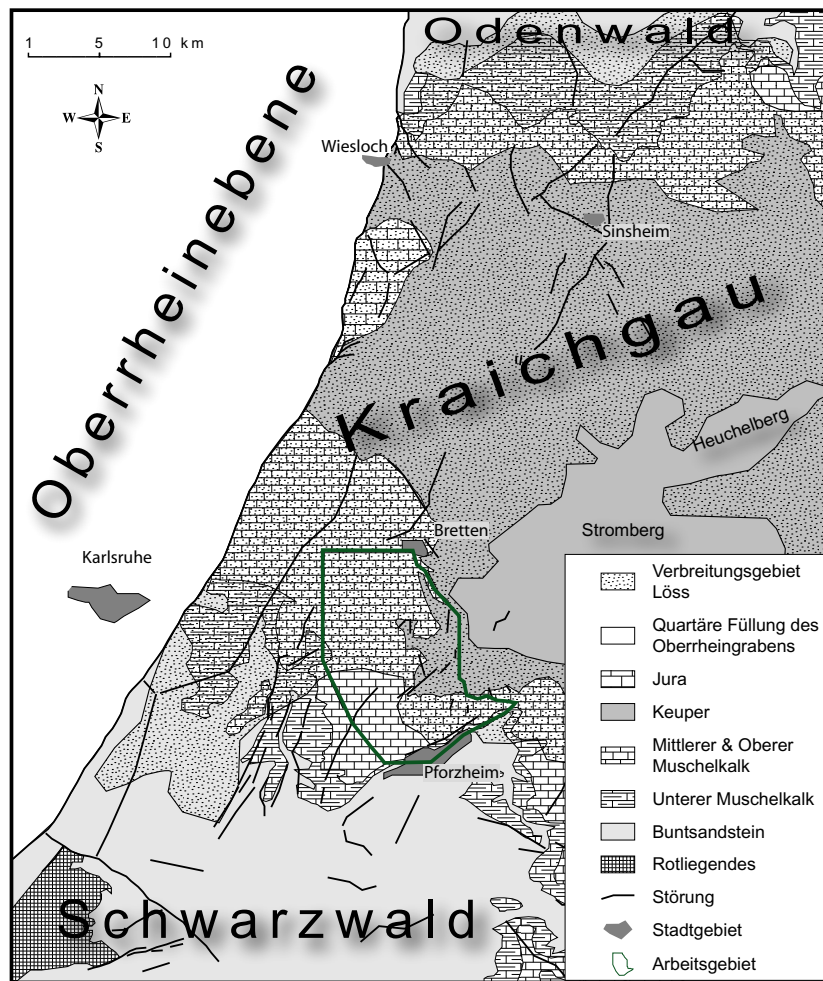 Odenwald
1 5 10 km
N
W E
S
Oberrheinebene
Wiesloch
Sinsheim
Kraichgau
Heuchelberg
Bretten
Stromberg
Karlsruhe
Pforzheim
Schwarzwald
Verbreitungsgebiet
Löss
Quartäre Füllung des
Oberrheingrabens
Jura
Keuper
Mittlerer & Oberer
Muschelkalk
Unterer Muschelkalk
Buntsandstein
Rotliegendes
Störung
Stadtgebiet
Arbeitsgebiet